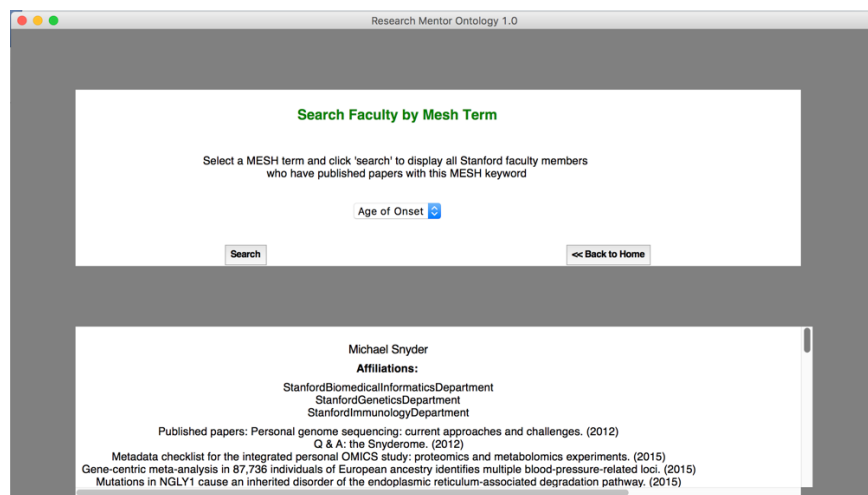 Research Mentor Ontology 1.0
Search Faculty by Mesh Term
Select a MESH term and click 'search' to display all Stanford faculty members
who have published papers with this MESH keyword
Age of Onset
Search
<< Back to Home
Michael Snyder
Affiliations:
StanfordBiomedicalInformaticsDepartment
StanfordGeneticsDepartment
StanfordImmunologyDepartment
Published papers: Personal genome sequencing: current approaches and challenges. (2012)
Q & A: the Snyderome. (2012)
Metadata checklist for the integrated personal OMICS study: proteomics and metabolomics experiments. (2015)
Gene-centric meta-analysis in 87,736 individuals of European ancestry identifies multiple blood-pressure-related loci. (2015)
Mutations in NGLY1 cause an inherited disorder of the endoplasmic reticulum-associated degradation pathway. (2015)